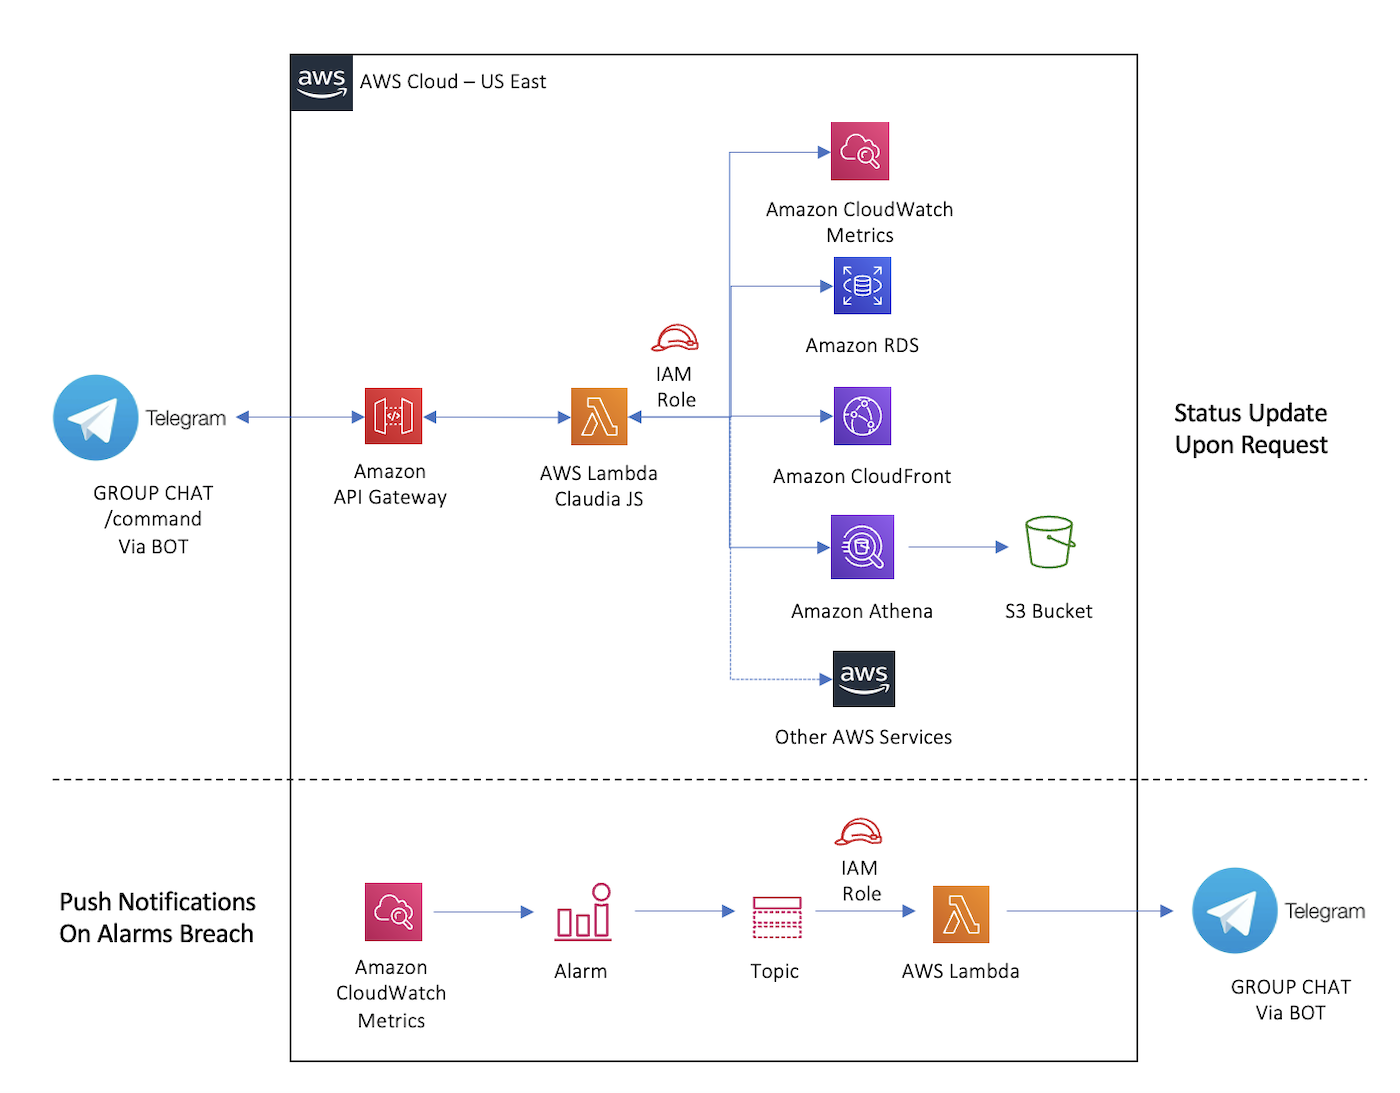 aws
AWS Cloud – US East
Amazon CloudWatch
Metrics
Amazon RDS
IAM
Role
Telegram
Amazon
API Gateway
AWS Lambda
Claudia JS
Amazon CloudFront
Status Update
Upon Request
GROUP CHAT
/command
Via BOT
Amazon Athena
S3 Bucket
aws
Other AWS Services
Push Notifications
On Alarms Breach
Amazon
CloudWatch
Metrics
Alarm
Topic
IAM
Role
AWS Lambda
Telegram
GROUP CHAT
Via BOT